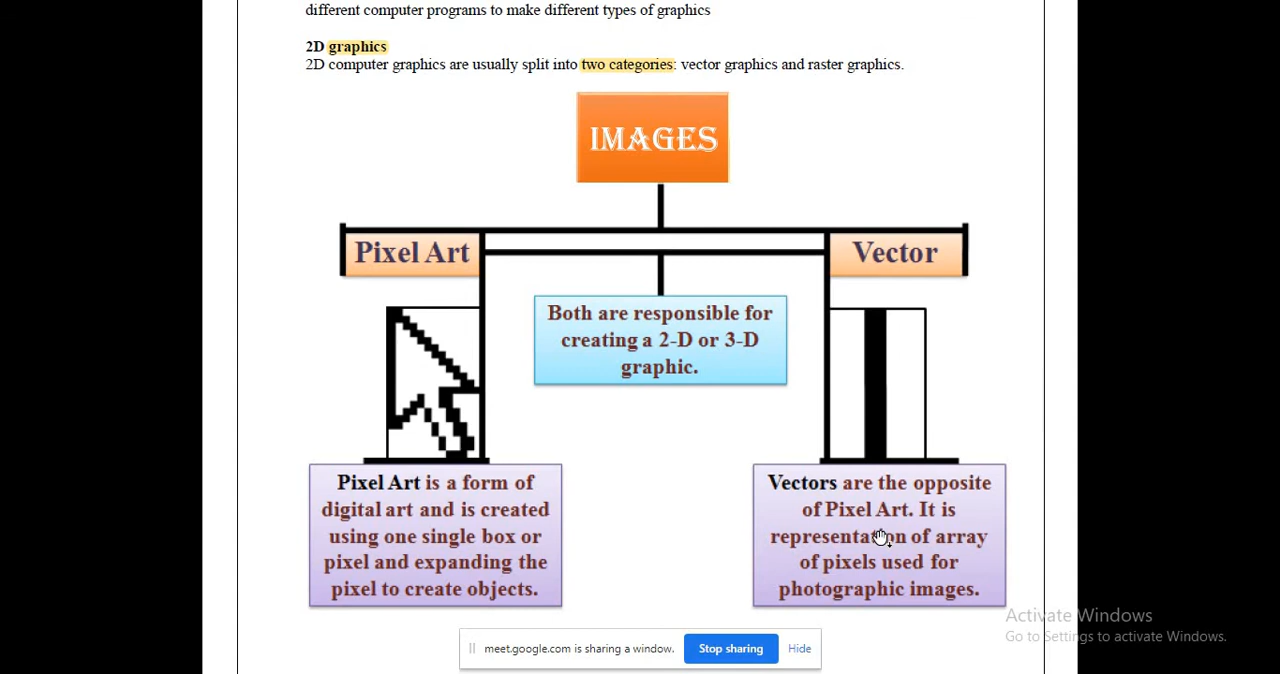 different computer programs to make different types of graphics
2D graphics
2D computer graphics are usually split into two categories: vector graphics and raster graphics.
IMAGES
Pixel Art
Vector
Both are responsible for
creating a 2-D or 3-D
graphic.
Pixel Art is a form of
digital art and is created
using one single box or
pixel and expanding the
pixel to create objects.
Vectors are the opposite
of Pixel Art. It is
representation of array
of pixels used for
photographic images.
Activate Windows
Go to Settings to activate Windows.
meet.google.com is sharing a window.
Stop sharing
Hide